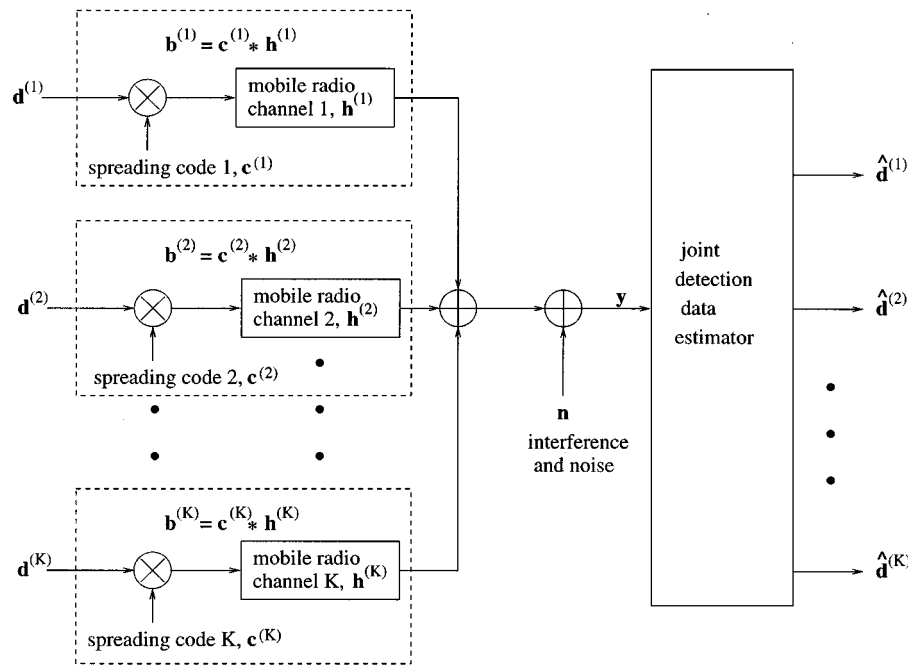 b^(1) = c^(1) * h^(1)
d^(1)
mobile radio
channel 1, h^(1)
spreading code 1, c^(1)
b^(2) = c^(2) * h^(2)
d^(2)
mobile radio
channel 2, h^(2)
spreading code 2, c^(2)
b^(K) = c^(K) * h^(K)
d^(K)
mobile radio
channel K, h^(K)
spreading code K, c^(K)
n
interference
and noise
y
joint
detection
data
estimator
d̂^(1)
d̂^(2)
d̂^(K)